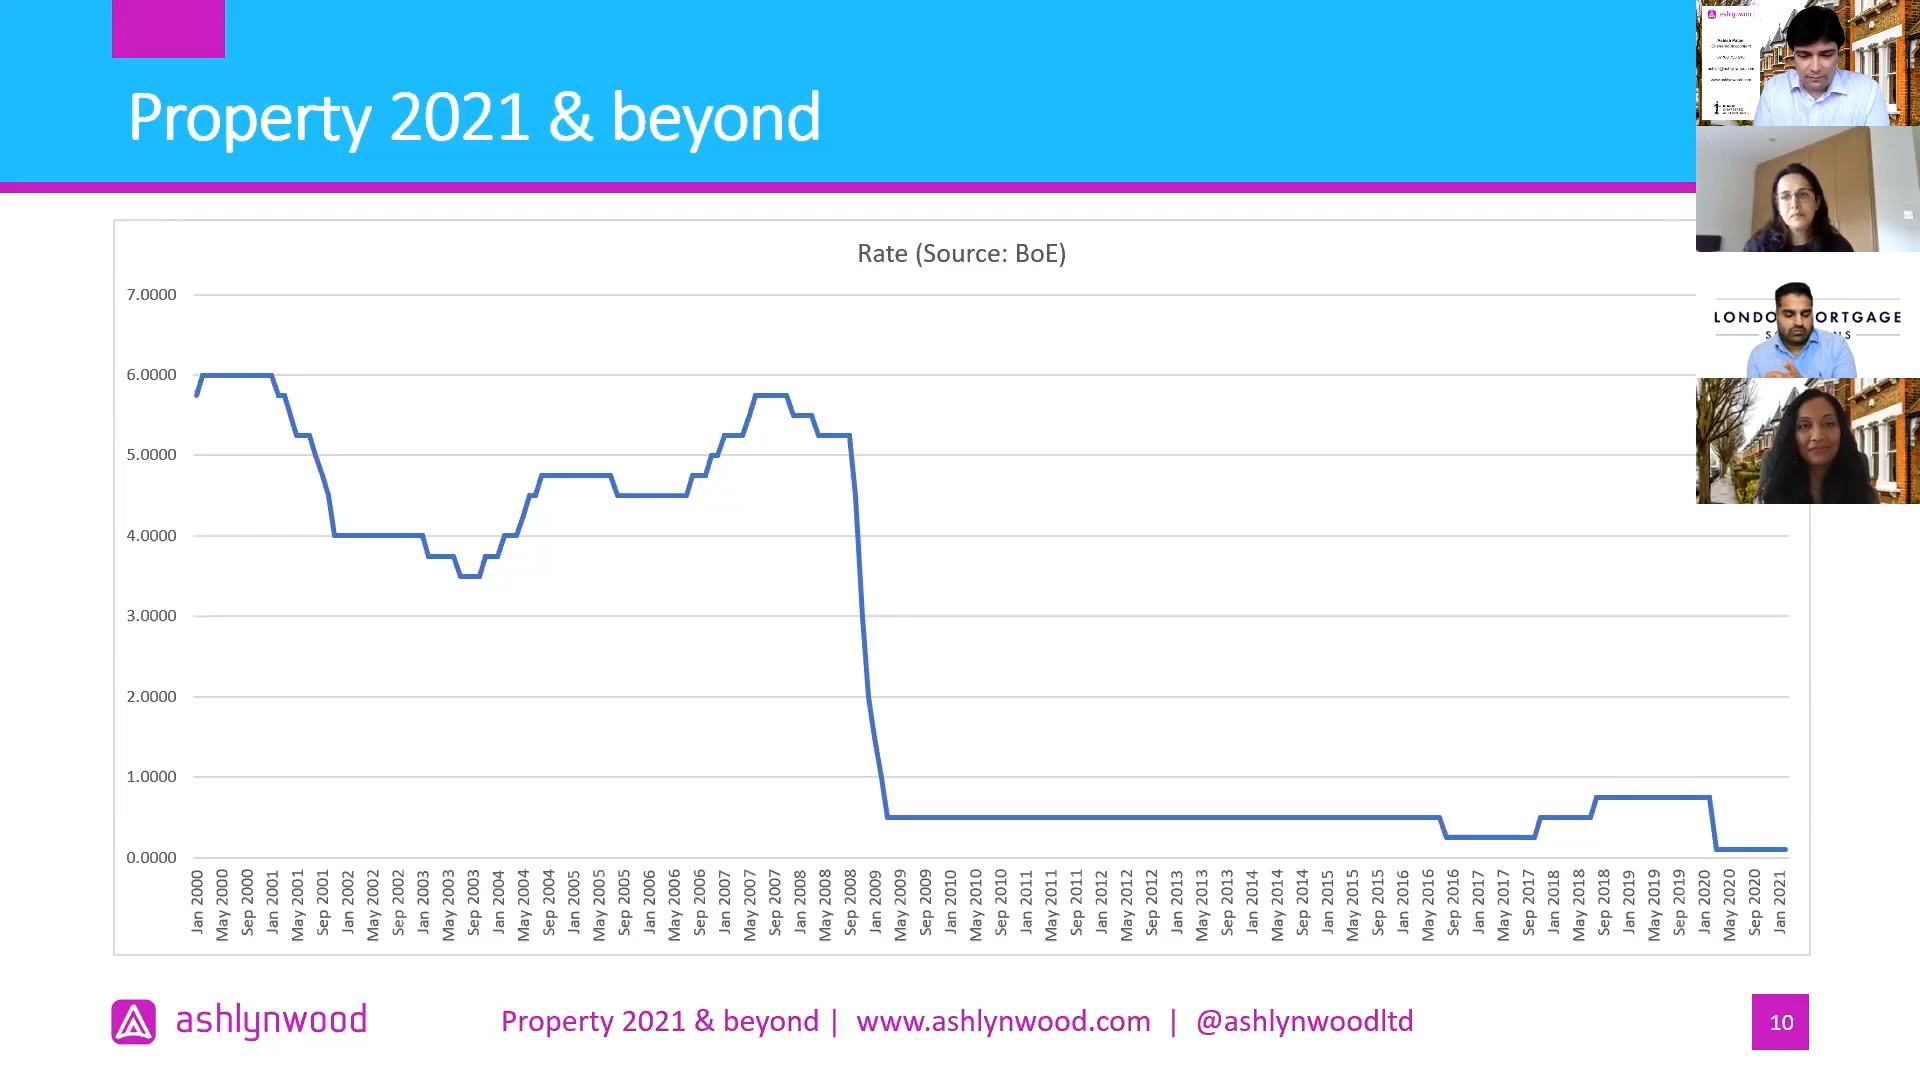 Property 2021 & beyond
Rate (Source: BoE)
7.0000
6.0000
5.0000
4.0000
3.0000
2.0000
1.0000
0.0000
Jan 2000
May 2000
Sep 2000
Jan 2001
May 2001
Sep 2001
Jan 2002
May 2002
Sep 2002
Jan 2003
May 2003
Sep 2003
Jan 2004
May 2004
Sep 2004
Jan 2005
May 2005
Sep 2005
Jan 2006
May 2006
Sep 2006
Jan 2007
May 2007
Sep 2007
Jan 2008
May 2008
Sep 2008
Jan 2009
May 2009
Sep 2009
Jan 2010
May 2010
Sep 2010
Jan 2011
May 2011
Sep 2011
Jan 2012
May 2012
Sep 2012
Jan 2013
May 2013
Sep 2013
Jan 2014
May 2014
Sep 2014
Jan 2015
May 2015
Sep 2015
Jan 2016
May 2016
Sep 2016
Jan 2017
May 2017
Sep 2017
Jan 2018
May 2018
Sep 2018
Jan 2019
May 2019
Sep 2019
Jan 2020
May 2020
Sep 2020
Jan 2021
ashlynwood
Chartered Accountant
www.ashlynwood.com
LONDO ORTGAGE
ashlynwood
Property 2021 & beyond | www.ashlynwood.com | @ashlynwoodltd
10